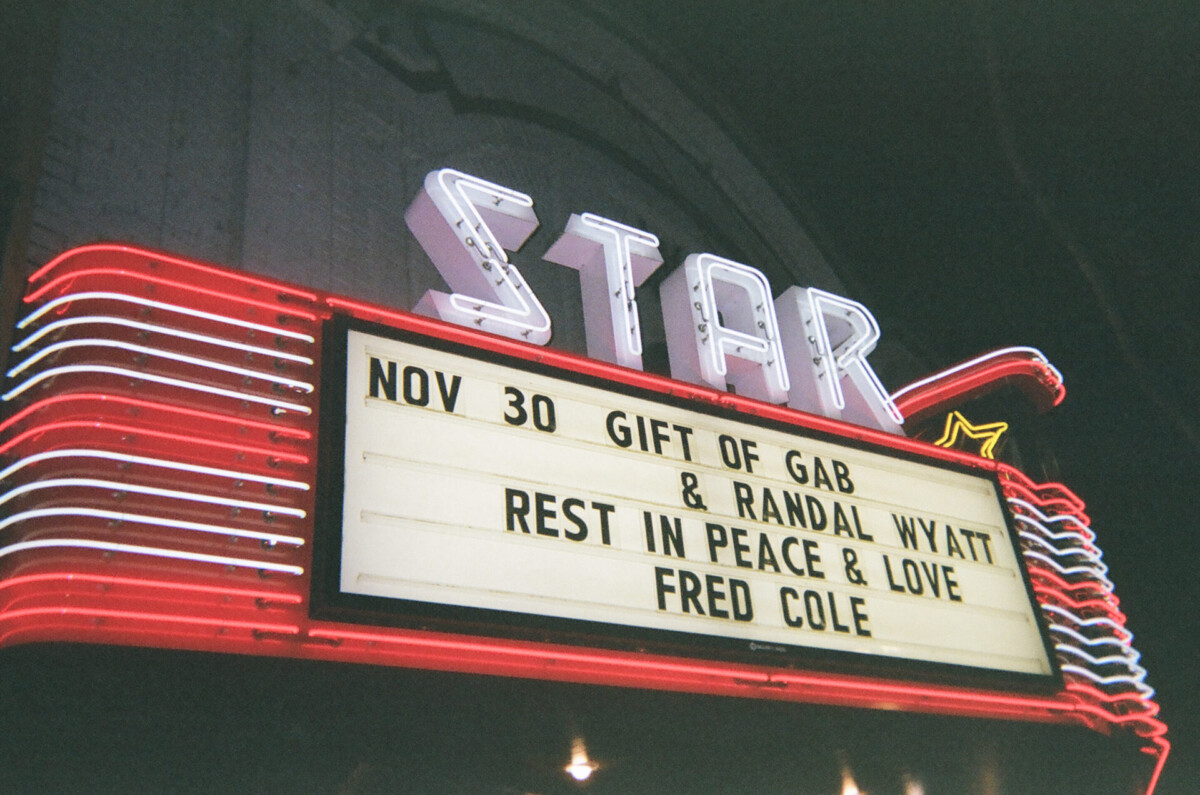 STAR
NOV 30 GIFT OF GAB
& RANDAL WYATT
REST IN PEACE & LOVE
FRED COLE